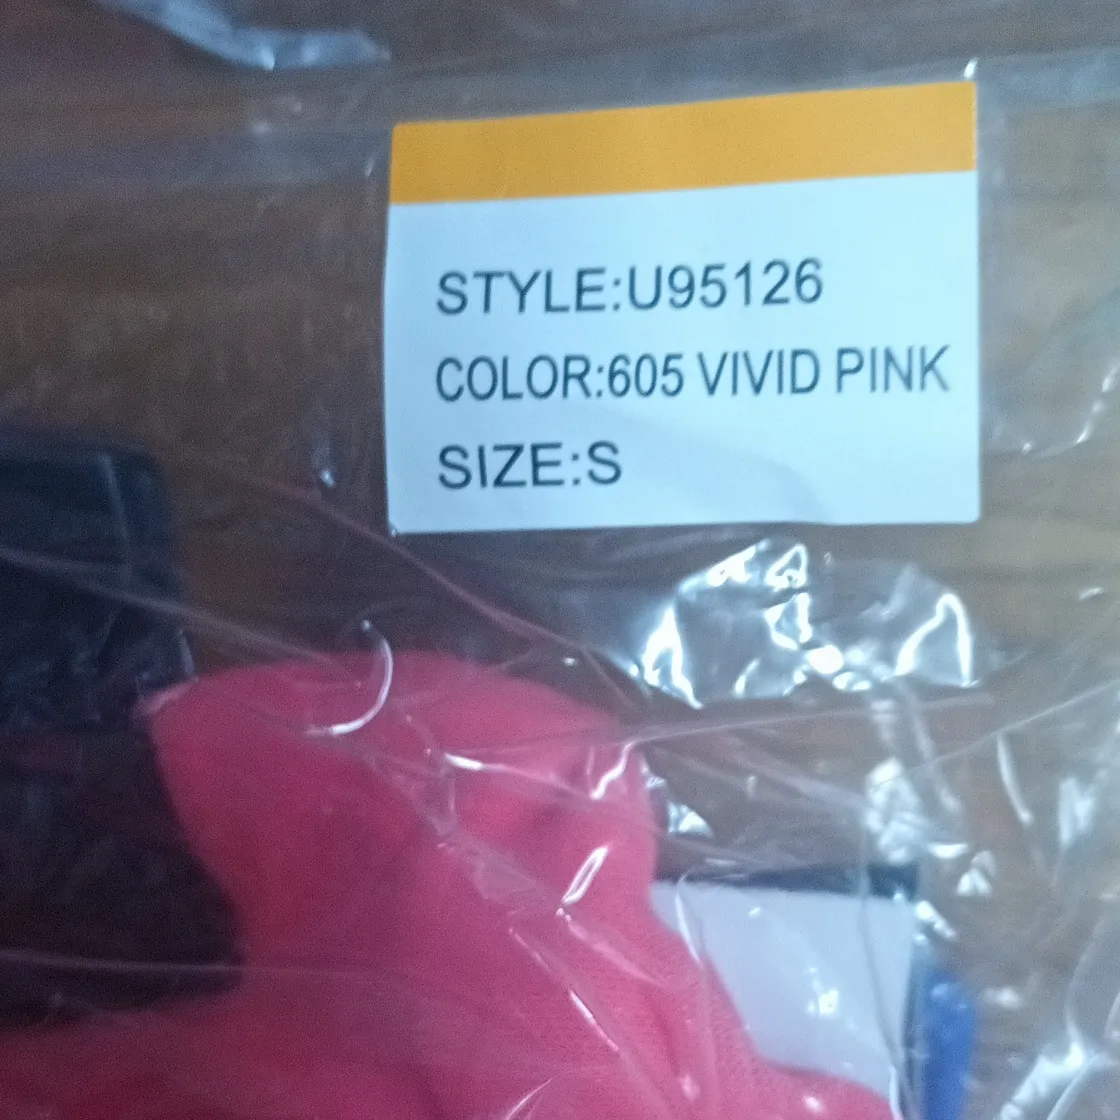 STYLE:U95126
COLOR:605 VIVID PINK
SIZE:S